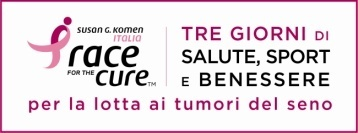 SUSAN G. KOMEN
ITALIA
race
FOR THE
cure™
TRE GIORNI DI
SALUTE, SPORT
E BENESSERE
per la lotta ai tumori del seno